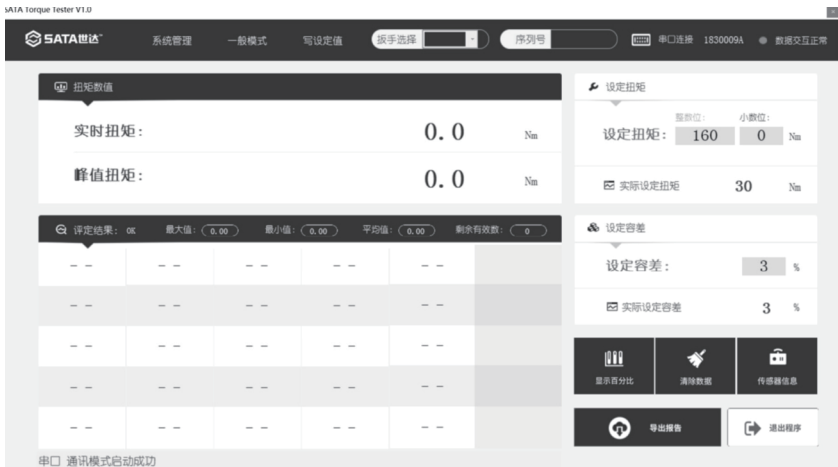 SATA Torque Tester V1.0
SATA世达 系统管理 一般模式 写设定值 扳手选择 序列号 串口连接 1830009A 数据交互正常
扭矩数值
实时扭矩: 0.0 Nm
峰值扭矩: 0.0 Nm
设定扭矩
整数位: 小数位:
设定扭矩: 160 0 Nm
实际设定扭矩 30 Nm
评定结果: OK 最大值: 0.00 最小值: 0.00 平均值: 0.00 剩余有效数: 0
-- -- -- -- --
-- -- -- -- --
-- -- -- -- --
-- -- -- -- --
-- -- -- -- --
设定容差
设定容差: 3 %
实际设定容差 3 %
显示百分比 清除数据 传感器信息
导出报告 退出程序
串口 通讯模式启动成功